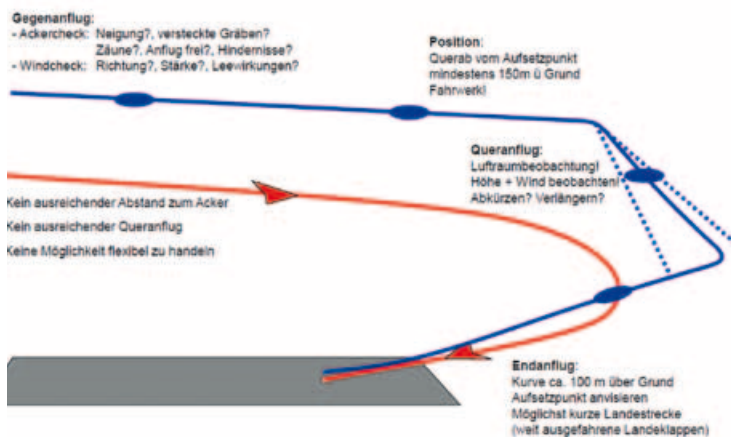 Gegenanflug:
- Ackercheck: Neigung?, versteckte Gräben?
Zäune?, Anflug frei?, Hindernisse?
- Windcheck: Richtung?, Stärke?, Leewirkungen?
Position:
Querab vom Aufsetzpunkt
mindestens 150m ü Grund
Fahrwerk!
Queranflug:
Luftraumbeobachtung!
Höhe + Wind beobachten!
Abkürzen? Verlängern?
Kein ausreichender Abstand zum Acker
Kein ausreichender Queranflug
Keine Möglichkeit flexibel zu handeln
Endanflug:
Kurve ca. 100 m über Grund
Aufsetzpunkt anvisieren
Möglichst kurze Landestrecke
(weit ausgefahrene Landeklappen)